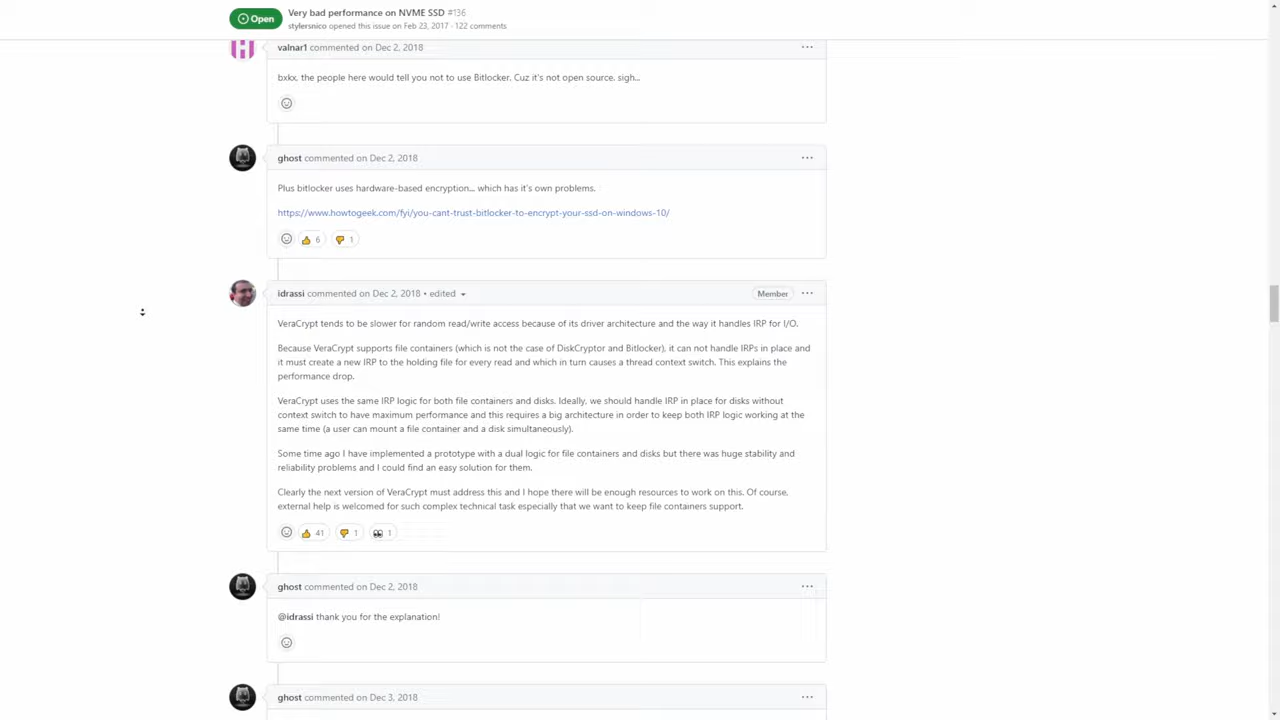 Open
Very bad performance on NVME SSD #136
stylersnico opened this issue on Feb 23, 2017 · 122 comments
valnar1 commented on Dec 2, 2018
bxkx. the people here would tell you not to use Bitlocker. Cuz it's not open source. sigh...
ghost commented on Dec 2, 2018
Plus bitlocker uses hardware-based encryption... which has it's own problems.
https://www.howtogeek.com/fyi/you-cant-trust-bitlocker-to-encrypt-your-ssd-on-windows-10/
6 1
idrassi commented on Dec 2, 2018 • edited
Member
VeraCrypt tends to be slower for random read/write access because of its driver architecture and the way it handles IRP for I/O.
Because VeraCrypt supports file containers (which is not the case of DiskCryptor and Bitlocker), it can not handle IRPs in place and
it must create a new IRP to the holding file for every read and which in turn causes a thread context switch. This explains the
performance drop.
VeraCrypt uses the same IRP logic for both file containers and disks. Ideally, we should handle IRP in place for disks without
context switch to have maximum performance and this requires a big architecture in order to keep both IRP logic working at the
same time (a user can mount a file container and a disk simultaneously).
Some time ago I have implemented a prototype with a dual logic for file containers and disks but there was huge stability and
reliability problems and I could find an easy solution for them.
Clearly the next version of VeraCrypt must address this and I hope there will be enough resources to work on this. Of course,
external help is welcomed for such complex technical task especially that we want to keep file containers support.
41 1 1
ghost commented on Dec 2, 2018
@idrassi thank you for the explanation!
ghost commented on Dec 3, 2018